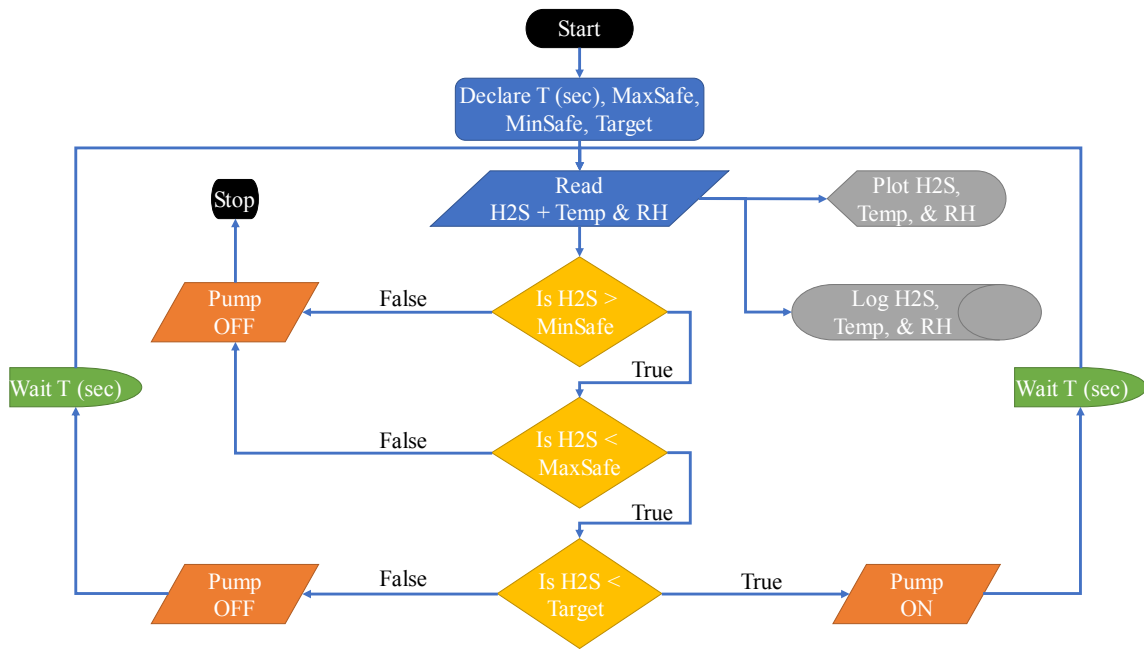 Start
Declare T (sec), MaxSafe,
MinSafe, Target
Read
H2S + Temp & RH
Plot H2S,
Temp, & RH
Stop
Log H2S,
Temp, & RH
Pump
OFF
False
Is H2S >
MinSafe
True
Wait T (sec)
Wait T (sec)
False
Is H2S <
MaxSafe
True
Pump
OFF
False
Is H2S <
Target
True
Pump
ON